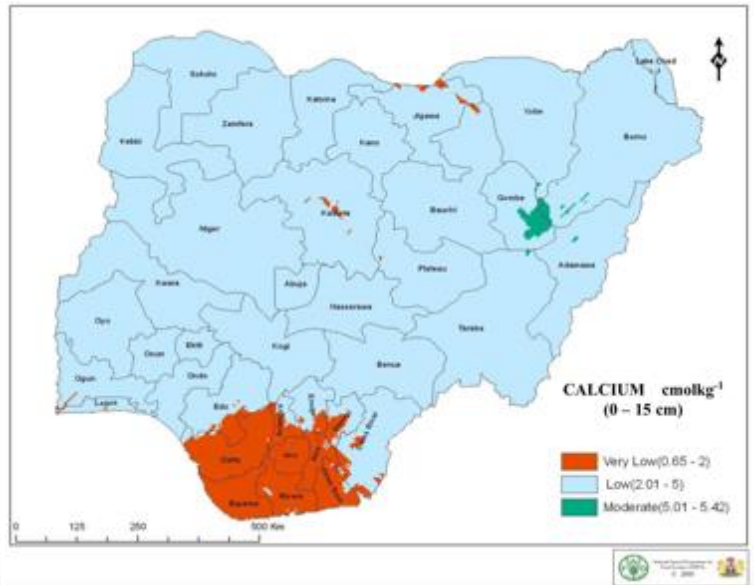 Lake Chad
Sokoto
Katsina
Jigawa
Yobe
Borno
Zamfara
Kebbi
Kano
Gombe
Kaduna
Bauchi
Niger
Adamawa
Plateau
Abuja
Kwara
Nassarawa
Taraba
Oyo
Kogi
Ekiti
Osun
Benue
Ondo
Ogun
Lagos
Edo
Delta
Imo
Bayelsa
Rivers
CALCIUM cmolkg-1
(0 – 15 cm)
Very Low(0.65 - 2)
Low(2.01 - 5)
Moderate(5.01 - 5.42)
0 125 250 500 Km